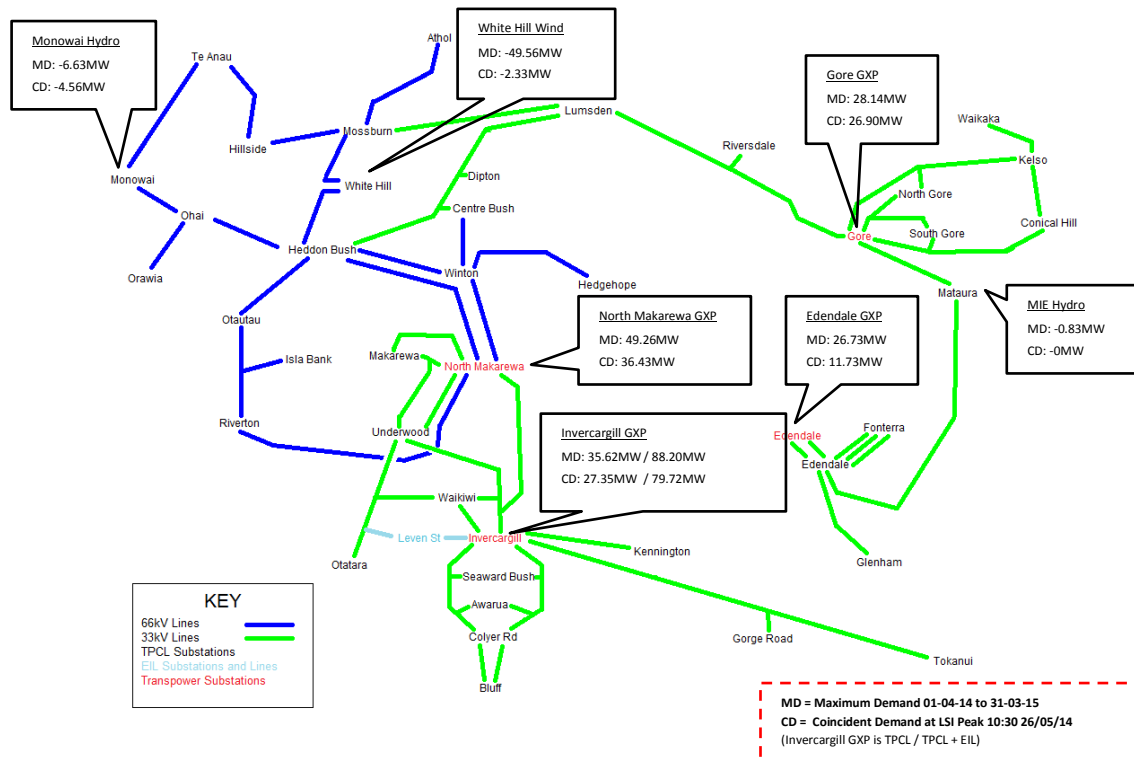 Monowai Hydro
MD: -6.63MW
CD: -4.56MW
White Hill Wind
MD: -49.56MW
CD: -2.33MW
Gore GXP
MD: 28.14MW
CD: 26.90MW
Athol
Te Anau
Lumsden
Waikaka
Mossburn
Hillside
Riversdale
Kelso
Monowai
White Hill
Dipton
North Gore
Centre Bush
Ohai
Conical Hill
South Gore
Gore
Heddon Bush
Winton
Orawia
Hedgehope
Mataura
MIE Hydro
MD: -0.83MW
CD: -0MW
North Makarewa GXP
MD: 49.26MW
CD: 36.43MW
Edendale GXP
MD: 26.73MW
CD: 11.73MW
Otautau
Isla Bank
Makarewa
North Makarewa
Riverton
Underwood
Invercargill GXP
MD: 35.62MW / 88.20MW
CD: 27.35MW / 79.72MW
Edendale
Fonterra
Edendale
Waikiwi
Leven St
Invercargill
Kennington
Otatara
Glenham
Seaward Bush
Awarua
Colyer Rd
Gorge Road
Tokanui
Bluff
KEY
66kV Lines
33kV Lines
TPCL Substations
EIL Substations and Lines
Transpower Substations
MD = Maximum Demand 01-04-14 to 31-03-15
CD = Coincident Demand at LSI Peak 10:30 26/05/14
(Invercargill GXP is TPCL / TPCL + EIL)